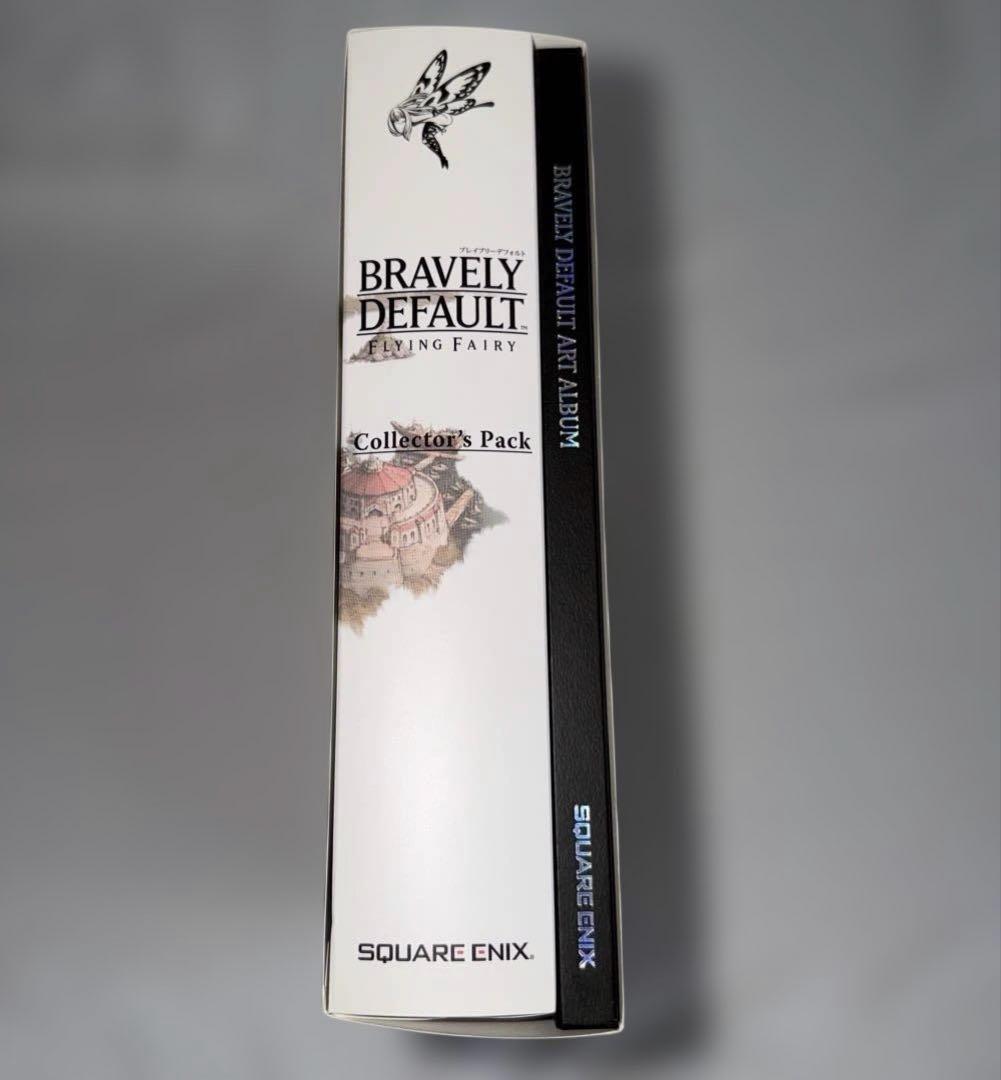 ブレイブリーデフォルト
BRAVELY
DEFAULT™
FLYING FAIRY
Collector's Pack
SQUARE ENIX®
BRAVELY DEFAULT ART ALBUM
SQUARE ENIX